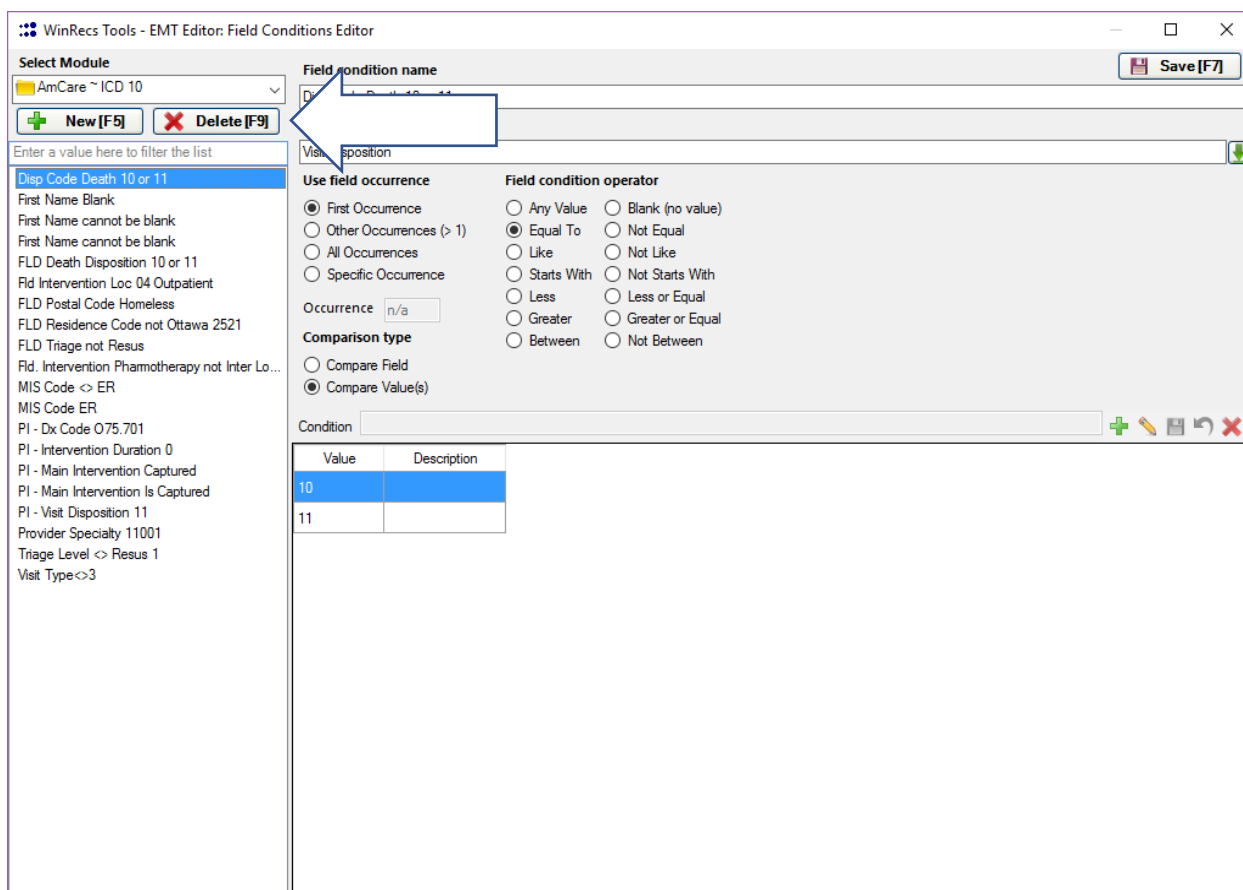 WinRecs Tools - EMT Editor: Field Conditions Editor
Select Module
AmCare ~ ICD 10
New [F5] Delete [F9]
Enter a value here to filter the list
Disp Code Death 10 or 11
First Name Blank
First Name cannot be blank
First Name cannot be blank
FLD Death Disposition 10 or 11
Fld Intervention Loc 04 Outpatient
FLD Postal Code Homeless
FLD Residence Code not Ottawa 2521
FLD Triage not Resus
Fld. Intervention Pharmotherapy not Inter Lo...
MIS Code <> ER
MIS Code ER
PI - Dx Code O75.701
PI - Intervention Duration 0
PI - Main Intervention Captured
PI - Main Intervention Is Captured
PI - Visit Disposition 11
Provider Specialty 11001
Triage Level <> Resus 1
Visit Type<>3
Field condition name
Save [F7]
Use field occurrence
First Occurrence
Other Occurrences (> 1)
All Occurrences
Specific Occurrence
Occurrence n/a
Comparison type
Compare Field
Compare Value(s)
Field condition operator
Any Value Blank (no value)
Equal To Not Equal
Like Not Like
Starts With Not Starts With
Less Less or Equal
Greater Greater or Equal
Between Not Between
Condition
Value Description
10
11